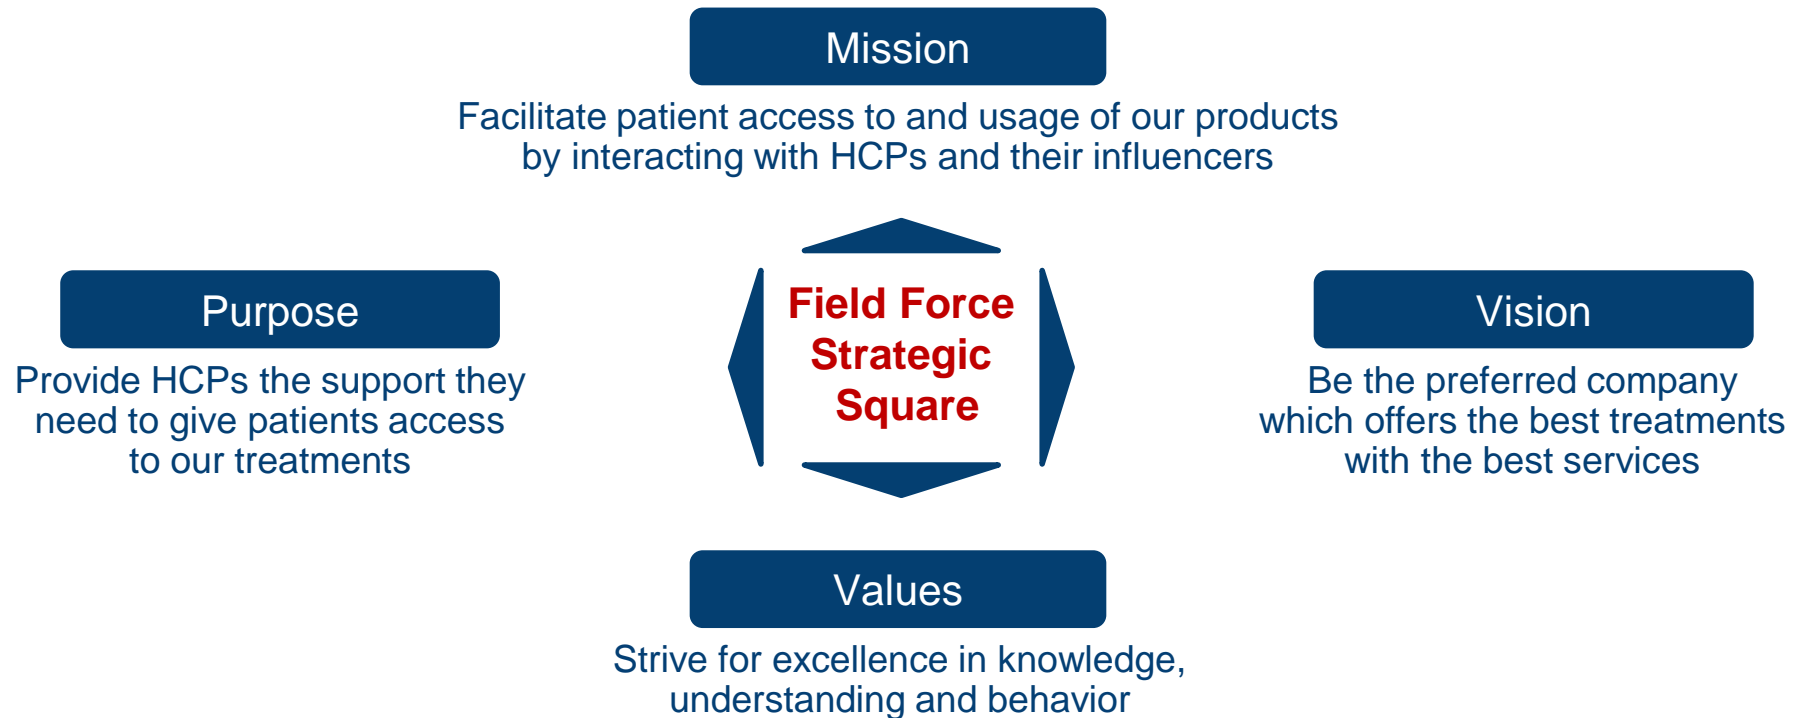 Mission
Facilitate patient access to and usage of our products
by interacting with HCPs and their influencers
Purpose
Provide HCPs the support they
need to give patients access
to our treatments
Field Force
Strategic
Square
Vision
Be the preferred company
which offers the best treatments
with the best services
Values
Strive for excellence in knowledge,
understanding and behavior